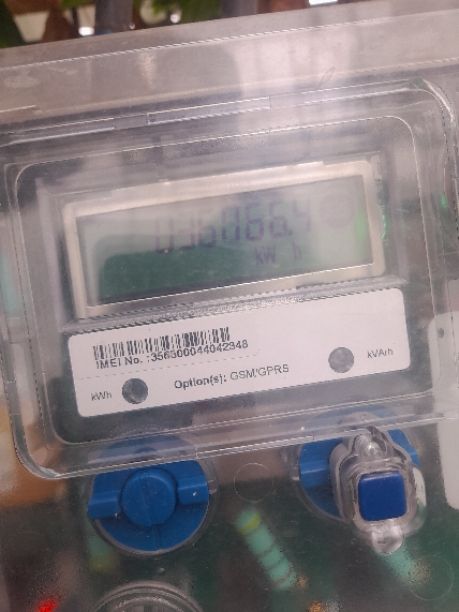 kW h
IMEI No. :356300044042348
kWh
Option(s): GSM/GPRS
kVArh